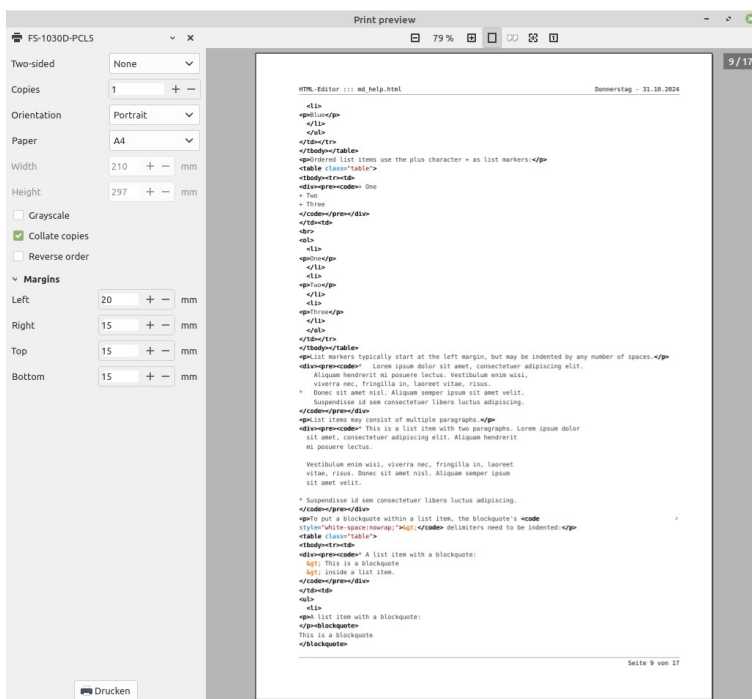 Print preview
FS-1030D-PCL5
79 %
Two-sided None
Copies 1
Orientation Portrait
Paper A4
Width 210 mm
Height 297 mm
Grayscale
Collate copies
Reverse order
Margins
Left 20 mm
Right 15 mm
Top 15 mm
Bottom 15 mm
Drucken
9 / 17
HTML-Editor ::: md_help.html Donnerstag - 31.10.2024
<li>
<p>Blue</p>
</li>
</ul>
</td></tr>
</tbody></table>
<p>Ordered list items use the plus character + as list markers:</p>
<table class="table">
<tbody><tr><td>
<div><pre><code>+ One
+ Two
+ Three
</code></pre></div>
</td><td>
<br>
<ol>
<li>
<p>One</p>
</li>
<li>
<p>Two</p>
</li>
<li>
<p>Three</p>
</li>
</ol>
</td></tr>
</tbody></table>
<p>List markers typically start at the left margin, but may be indented by any number of spaces.</p>
<div><pre><code>*   Lorem ipsum dolor sit amet, consectetuer adipiscing elit.
Aliquam hendrerit mi posuere lectus. Vestibulum enim wisi,
viverra nec, fringilla in, laoreet vitae, risus.
*   Donec sit amet nisl. Aliquam semper ipsum sit amet velit.
Suspendisse id sem consectetuer libero luctus adipiscing.
</code></pre></div>
<p>List items may consist of multiple paragraphs.</p>
<div><pre><code>* This is a list item with two paragraphs. Lorem ipsum dolor
sit amet, consectetuer adipiscing elit. Aliquam hendrerit
mi posuere lectus.
Vestibulum enim wisi, viverra nec, fringilla in, laoreet
vitae, risus. Donec sit amet nisl. Aliquam semper ipsum
sit amet velit.
* Suspendisse id sem consectetuer libero luctus adipiscing.
</code></pre></div>
<p>To put a blockquote within a list item, the blockquote's <code
style="white-space:nowrap;">&gt;</code> delimiters need to be indented:</p>
<table class="table">
<tbody><tr><td>
<div><pre><code>* A list item with a blockquote:
&gt; This is a blockquote
&gt; inside a list item.
</code></pre></div>
</td><td>
<ul>
<li>
<p>A list item with a blockquote:
</p><blockquote>
This is a blockquote
</blockquote>
Seite 9 von 17